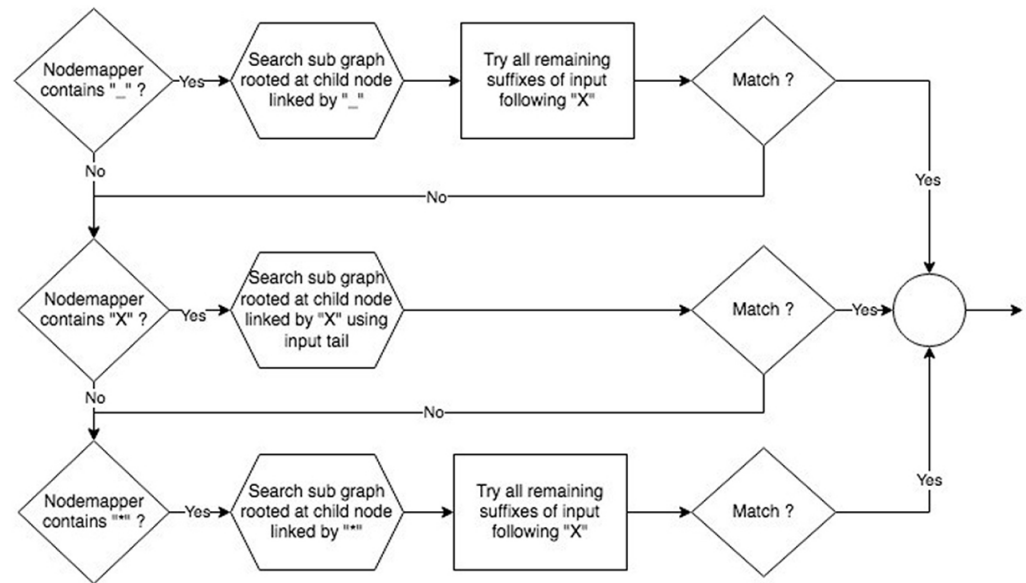 Nodemapper
contains "_" ?
Yes
Search sub graph
rooted at child node
linked by "_"
Try all remaining
suffixes of input
following "X"
Match ?
Yes
No
No
Nodemapper
contains "X" ?
Yes
Search sub graph
rooted at child node
linked by "X" using
input tail
Match ?
Yes
No
No
Nodemapper
contains "*" ?
Yes
Search sub graph
rooted at child node
linked by "*"
Try all remaining
suffixes of input
following "X"
Match ?
Yes